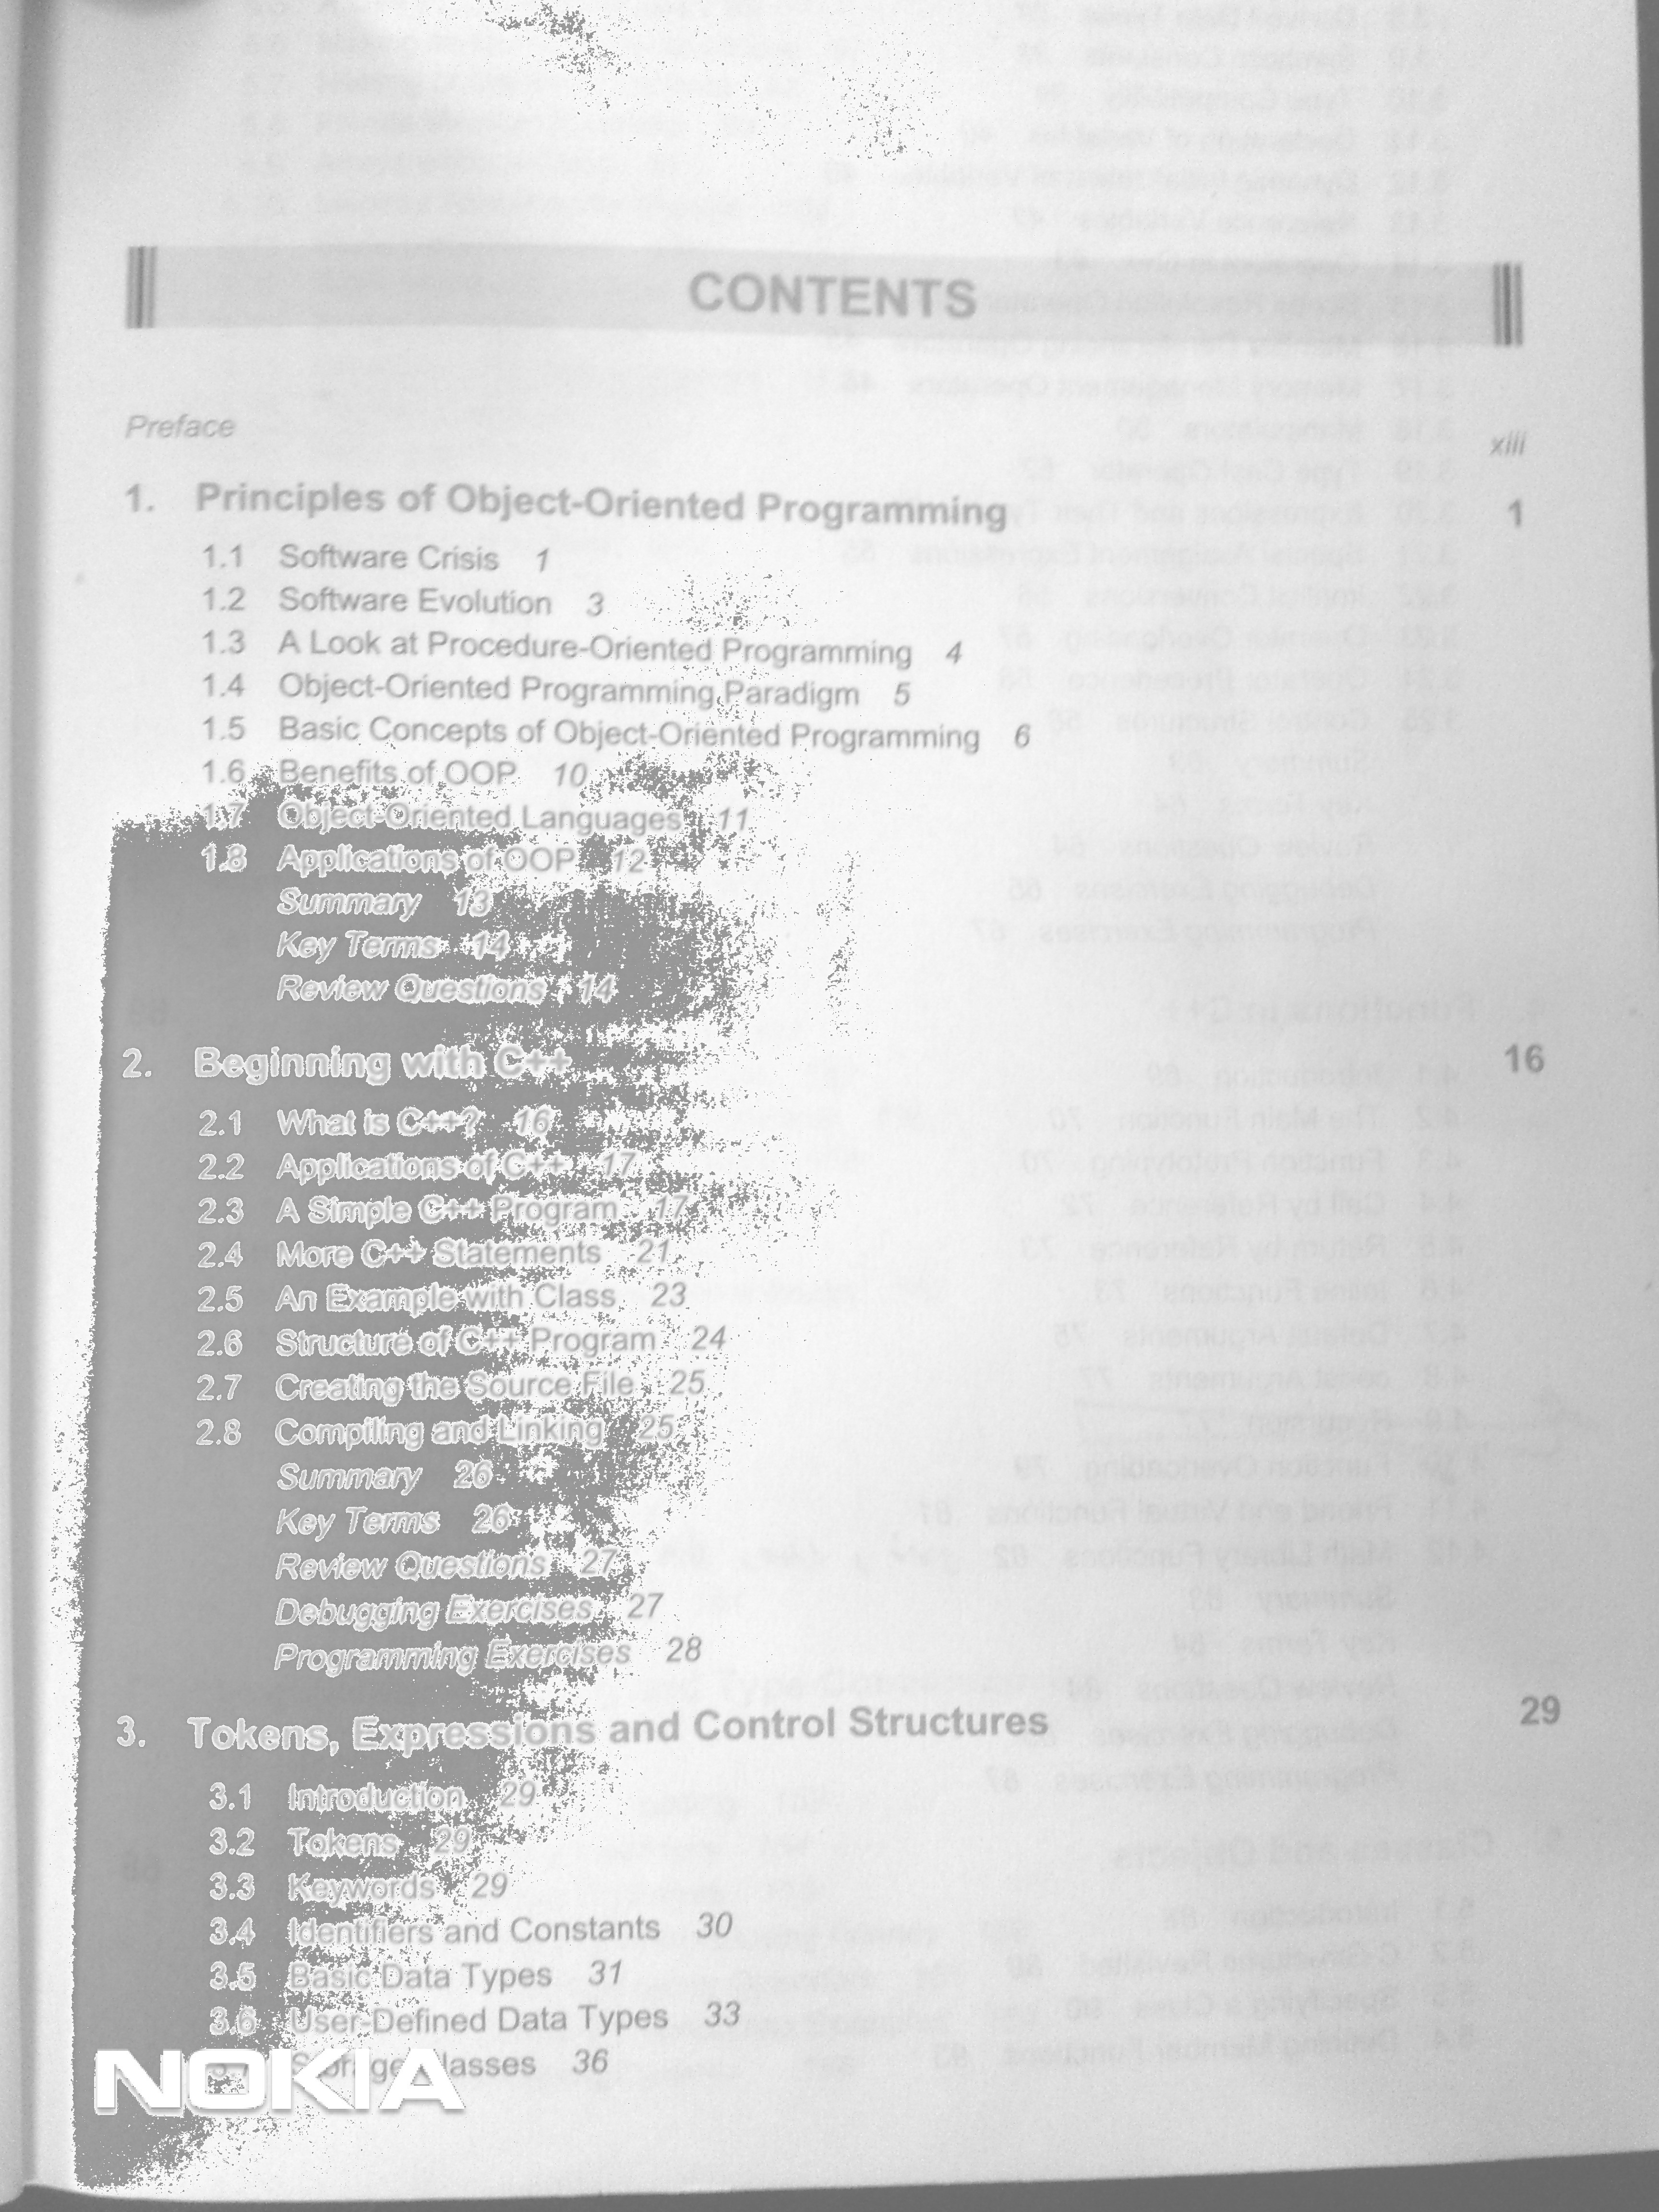 CONTENTS
Preface xiii
1. Principles of Object-Oriented Programming 1
1.1 Software Crisis 1
1.2 Software Evolution 3
1.3 A Look at Procedure-Oriented Programming 4
1.4 Object-Oriented Programming Paradigm 5
1.5 Basic Concepts of Object-Oriented Programming 6
1.6 Benefits of OOP 10
1.7 Object-Oriented Languages 11
1.8 Applications of OOP 12
Summary 13
Key Terms 14
Review Questions 14
2. Beginning with C++ 16
2.1 What is C++? 16
2.2 Applications of C++ 17
2.3 A Simple C++ Program 17
2.4 More C++ Statements 21
2.5 An Example with Class 23
2.6 Structure of C++ Program 24
2.7 Creating the Source File 25
2.8 Compiling and Linking 25
Summary 26
Key Terms 26
Review Questions 27
Debugging Exercises 27
Programming Exercises 28
3. Tokens, Expressions and Control Structures 29
3.1 Introduction 29
3.2 Tokens 29
3.3 Keywords 29
3.4 Identifiers and Constants 30
3.5 Basic Data Types 31
3.6 User-Defined Data Types 33
3.7 Storage Classes 36
NOKIA